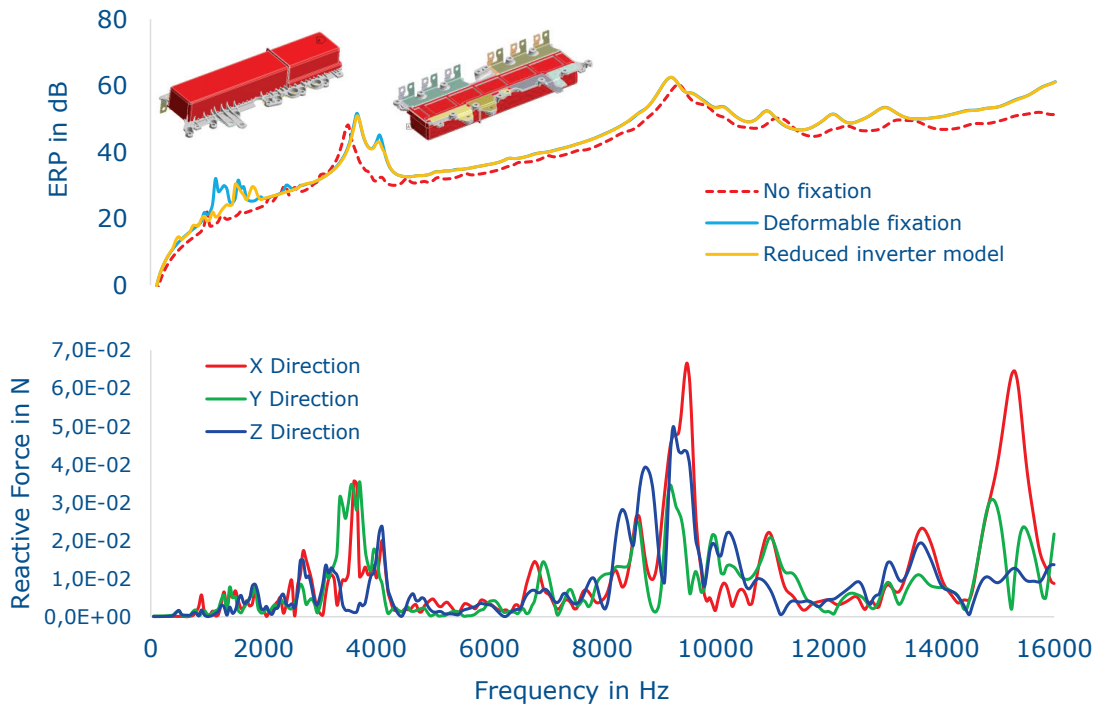 80
60
40
20
0
ERP in dB
No fixation
Deformable fixation
Reduced inverter model
7,0E-02
6,0E-02
5,0E-02
4,0E-02
3,0E-02
2,0E-02
1,0E-02
0,0E+00
Reactive Force in N
X Direction
Y Direction
Z Direction
0 2000 4000 6000 8000 10000 12000 14000 16000
Frequency in Hz